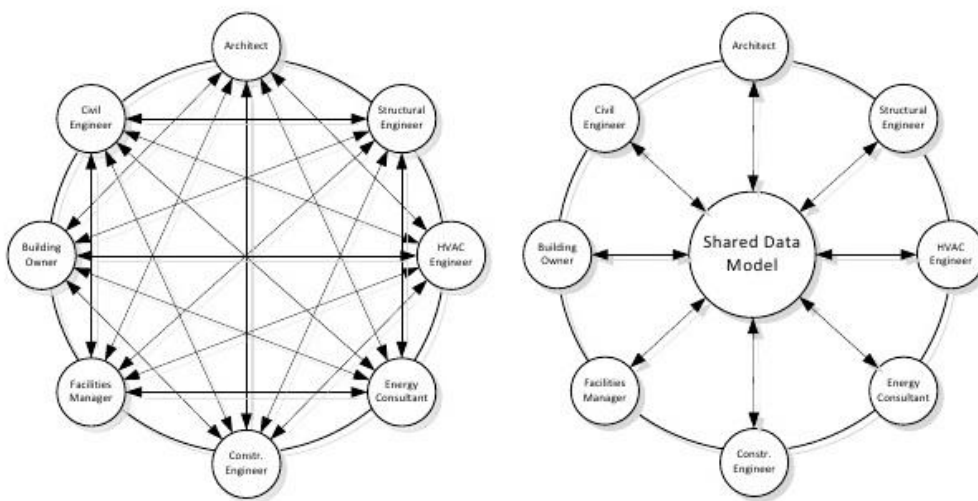 Architect
Civil
Engineer
Structural
Engineer
Building
Owner
HVAC
Engineer
Facilities
Manager
Energy
Consultant
Constr.
Engineer
Architect
Civil
Engineer
Structural
Engineer
Building
Owner
Shared Data
Model
HVAC
Engineer
Facilities
Manager
Energy
Consultant
Constr.
Engineer